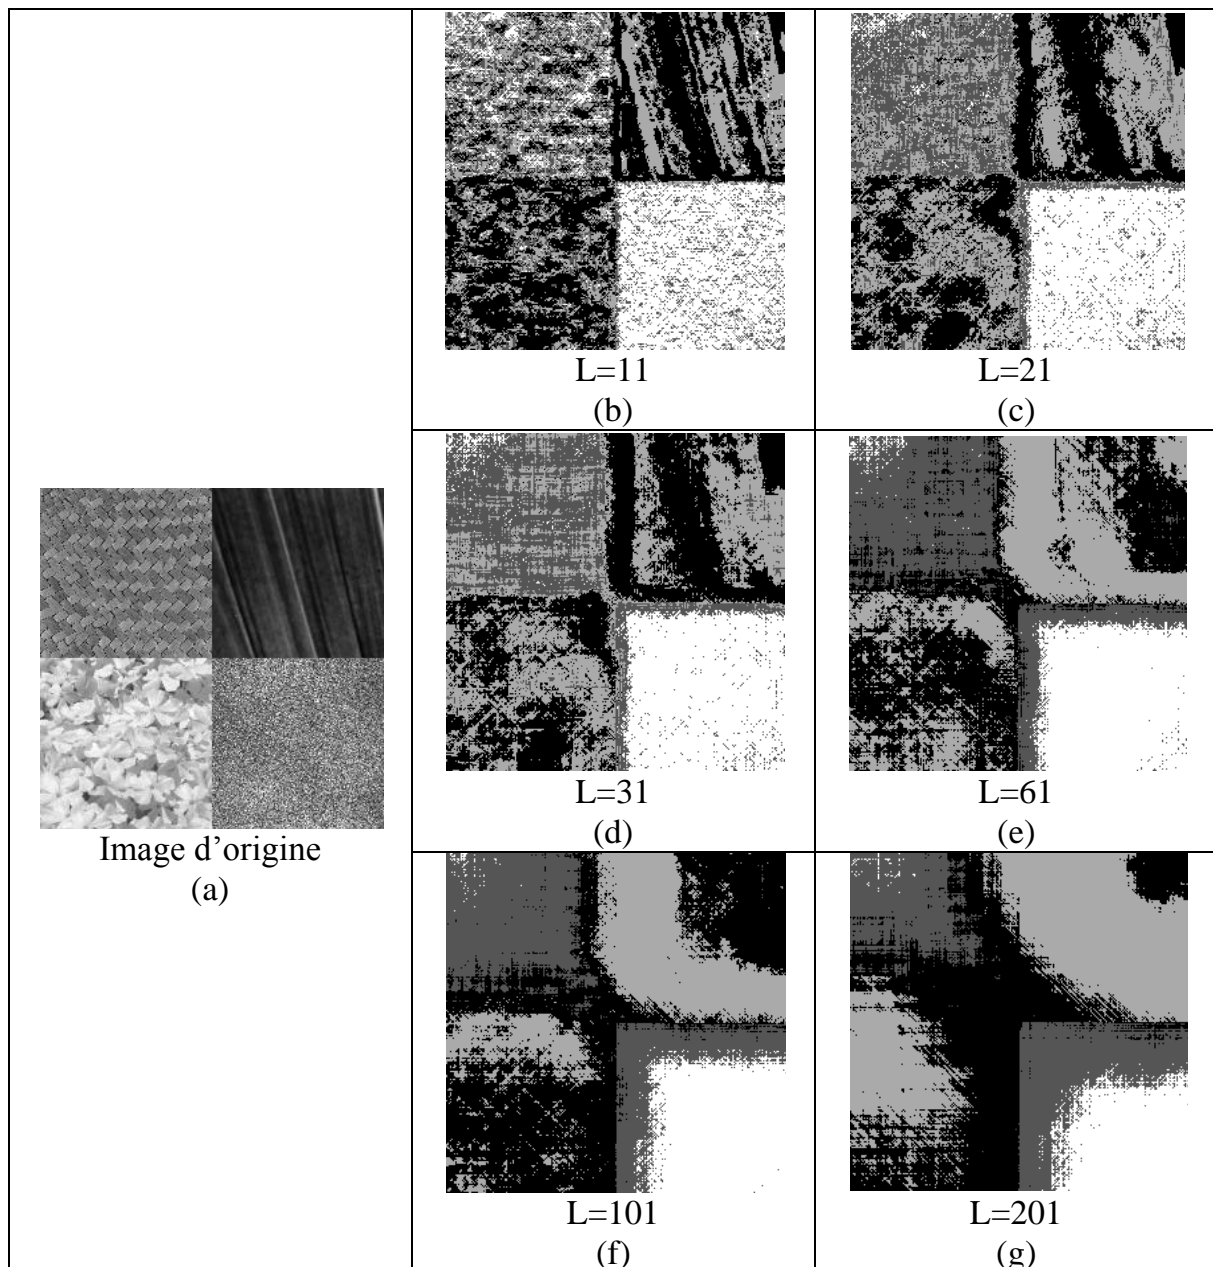 L=11
(b)
L=21
(c)
L=31
(d)
L=61
(e)
Image d’origine
(a)
L=101
(f)
L=201
(g)